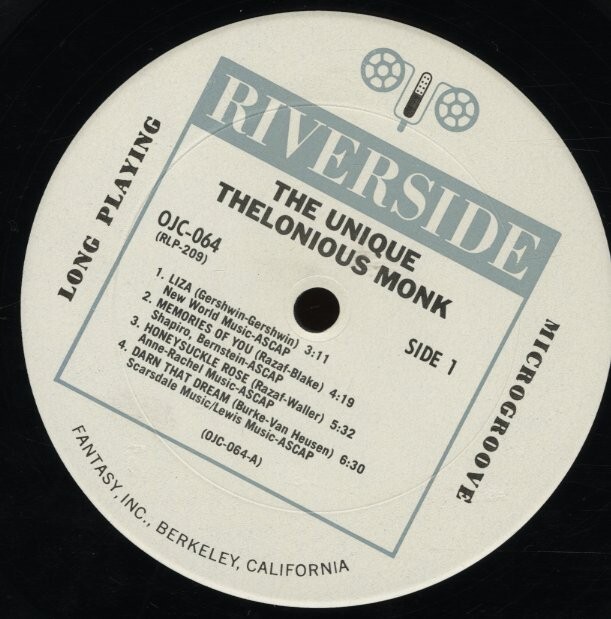 RIVERSIDE
LONG PLAYING
MICROGROOVE
THE UNIQUE
THELONIOUS MONK
OJC-064
(RLP-209)
SIDE 1
1. LIZA (Gershwin-Gershwin) 3:11
New World Music-ASCAP
2. MEMORIES OF YOU (Razaf-Blake) 4:19
Shapiro, Bernstein-ASCAP
3. HONEYSUCKLE ROSE (Razaf-Waller) 5:32
Anne-Rachel Music-ASCAP
4. DARN THAT DREAM (Burke-Van Heusen) 6:30
Scarsdale Music/Lewis Music-ASCAP
(OJC-064-A)
FANTASY, INC., BERKELEY, CALIFORNIA